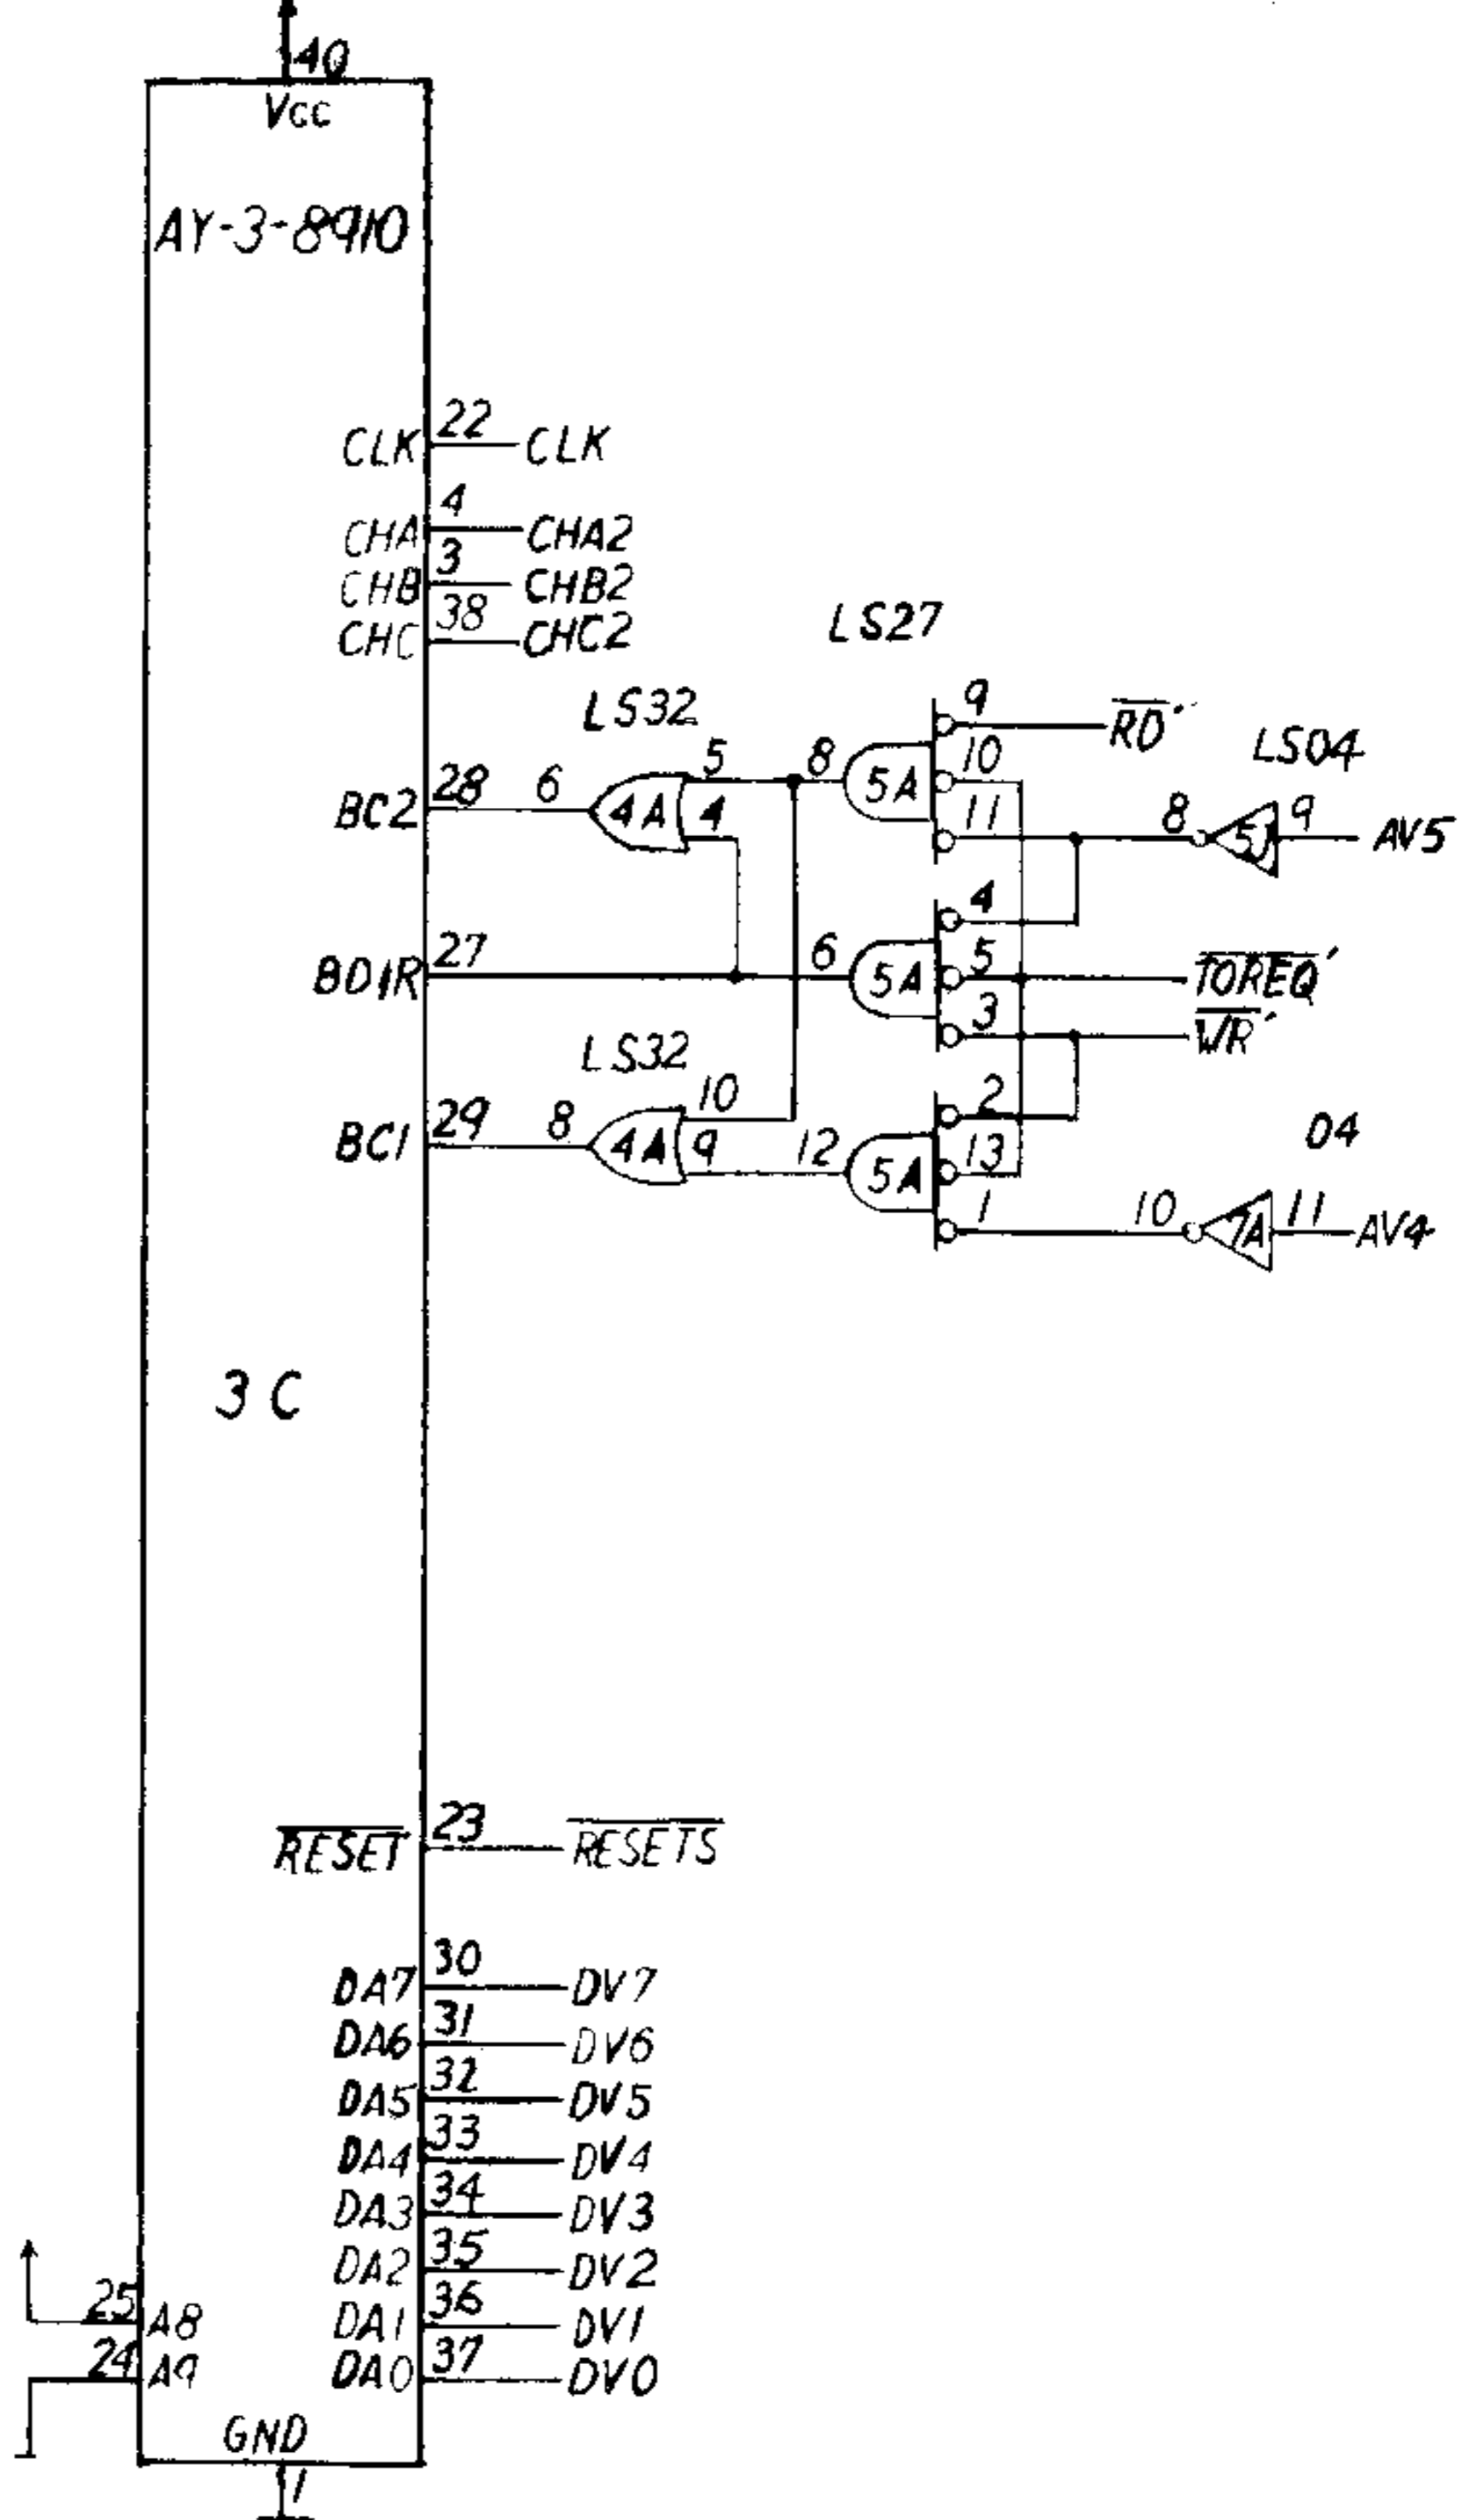 40
Vcc
AY-3-8910
CLK 22 CLK
CHA 4 CHA2
CHB 3 CHB2
CHC 38 CHC2
LS27
LS32
9 RD'
LS04
BC2 28 6 4A 5 4 8 5A 10 11 8 5J 9 AV5
BDIR 27 6 5A 4 5 3 IOREQ'
WR'
LS32
BC1 29 8 4A 10 9 12 5A 2 13 1
04
10 7A 11 AV4
3C
RESET 23 RESETS
DA7 30 DV7
DA6 31 DV6
DA5 32 DV5
DA4 33 DV4
DA3 34 DV3
DA2 35 DV2
25 A8 DA1 36 DV1
24 A9 DA0 37 DV0
GND
1